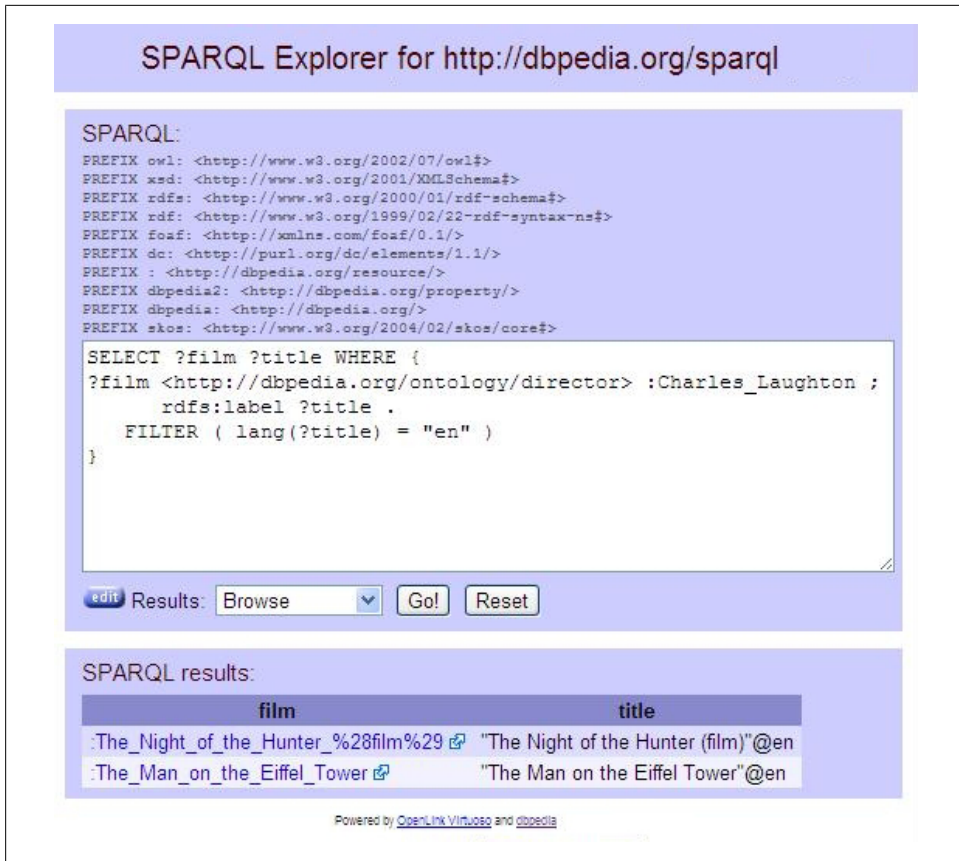 SPARQL Explorer for http://dbpedia.org/sparql
SPARQL:
PREFIX owl: <http://www.w3.org/2002/07/owl#>
PREFIX xsd: <http://www.w3.org/2001/XMLSchema#>
PREFIX rdfs: <http://www.w3.org/2000/01/rdf-schema#>
PREFIX rdf: <http://www.w3.org/1999/02/22-rdf-syntax-ns#>
PREFIX foaf: <http://xmlns.com/foaf/0.1/>
PREFIX dc: <http://purl.org/dc/elements/1.1/>
PREFIX : <http://dbpedia.org/resource/>
PREFIX dbpedia2: <http://dbpedia.org/property/>
PREFIX dbpedia: <http://dbpedia.org/>
PREFIX skos: <http://www.w3.org/2004/02/skos/core#>
SELECT ?film ?title WHERE {
?film <http://dbpedia.org/ontology/director> :Charles_Laughton ;
rdfs:label ?title .
FILTER ( lang(?title) = "en" )
}
edit Results: Browse Go! Reset
SPARQL results:
film title
:The_Night_of_the_Hunter_%28film%29 "The Night of the Hunter (film)"@en
:The_Man_on_the_Eiffel_Tower "The Man on the Eiffel Tower"@en
Powered by OpenLink Virtuoso and dbpedia